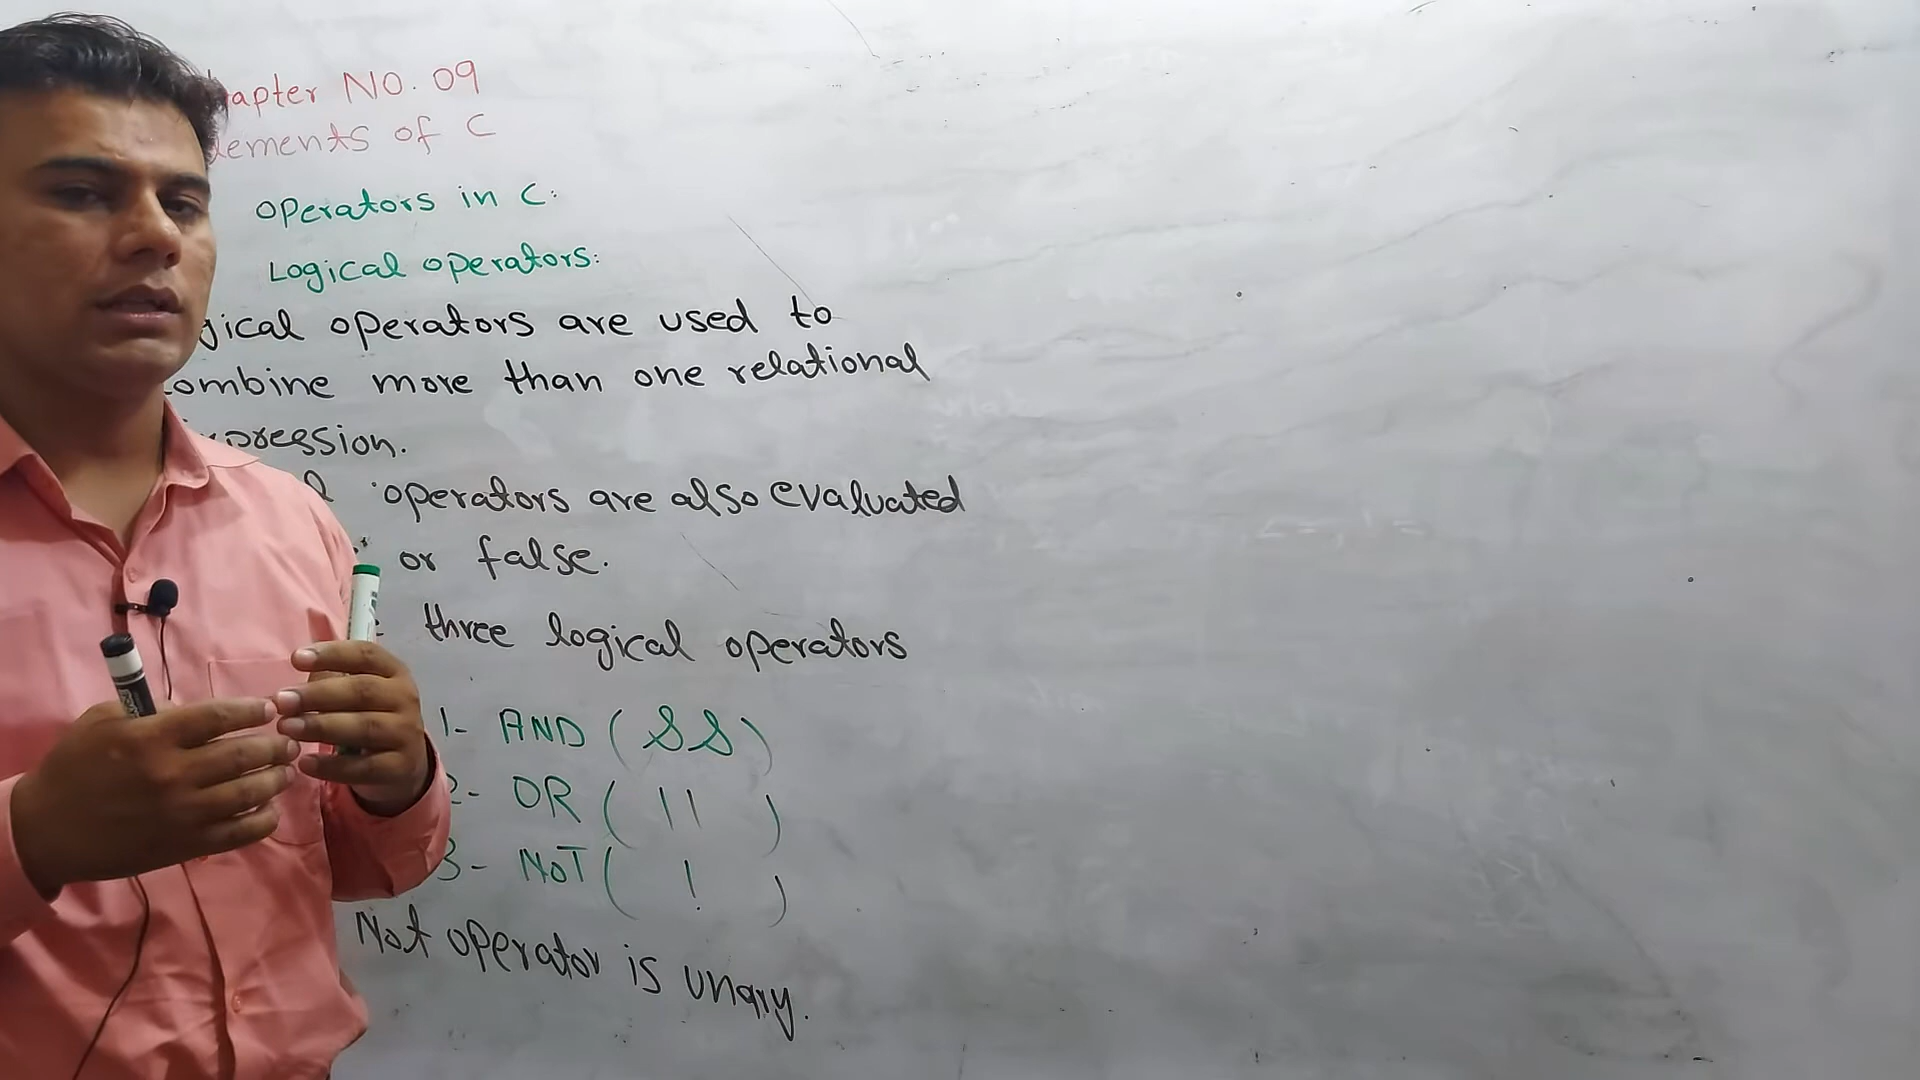 apter NO. 09
lements of C
operators in C:
Logical operators:
gical operators are used to
ombine more than one relational
pression.
l operators are also evaluated
or false.
three logical operators
1- AND ( && )
2- OR ( || )
3- NOT ( ! )
Not operator is unary.